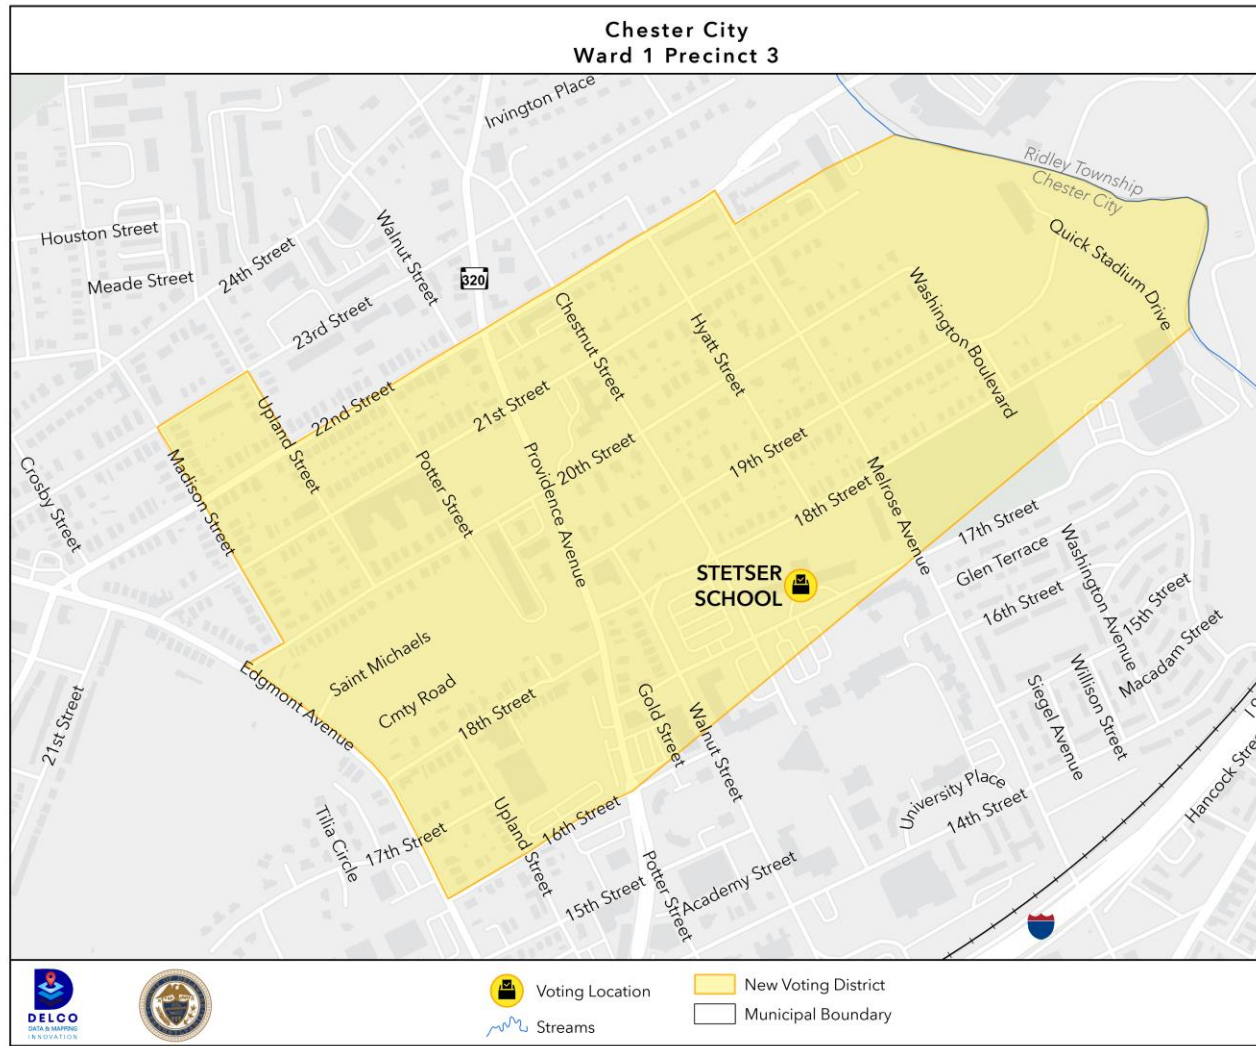 Chester City
Ward 1 Precinct 3
Irvington Place
Ridley Township
Chester City
Houston Street
Walnut Street
24th Street
Meade Street
320
Quick Stadium Drive
23rd Street
Chestnut Street
Hyatt Street
Washington Boulevard
22nd Street
21st Street
Upland Street
Madison Street
Crosby Street
Potter Street
Providence Avenue
20th Street
19th Street
18th Street
Melrose Avenue
17th Street
Glen Terrace
Washington Avenue
STETSER
SCHOOL
16th Street
15th Street
Macadam Street
Willison Street
Siegel Avenue
Saint Michaels
Cmty Road
Edgmont Avenue
18th Street
Gold Street
Walnut Street
21st Street
Tilia Circle
17th Street
Upland Street
16th Street
15th Street
Potter Street
Academy Street
University Place
14th Street
DELCO
DATA & MAPPING
INNOVATION
Voting Location
Streams
New Voting District
Municipal Boundary